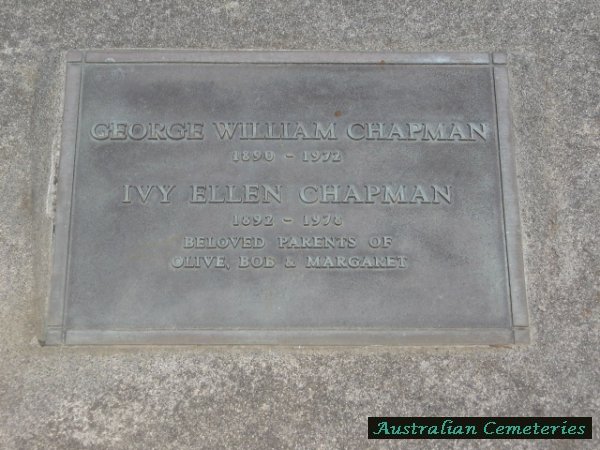 GEORGE WILLIAM CHAPMAN
1890 - 1972
IVY ELLEN CHAPMAN
1892 - 1978
BELOVED PARENTS OF
OLIVE, BOB & MARGARET
Australian Cemeteries